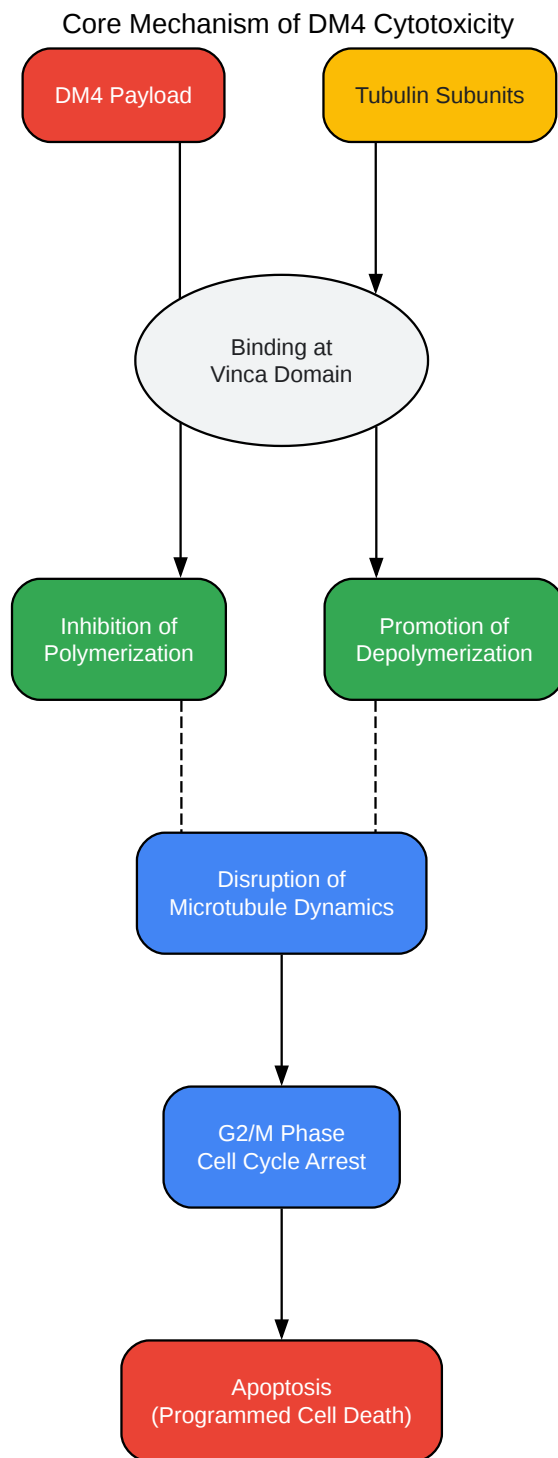 Core Mechanism of DM4 Cytotoxicity
DM4 Payload
Tubulin Subunits
Binding at
Vinca Domain
Inhibition of
Polymerization
Promotion of
Depolymerization
Disruption of
Microtubule Dynamics
G2/M Phase
Cell Cycle Arrest
Apoptosis
(Programmed Cell Death)